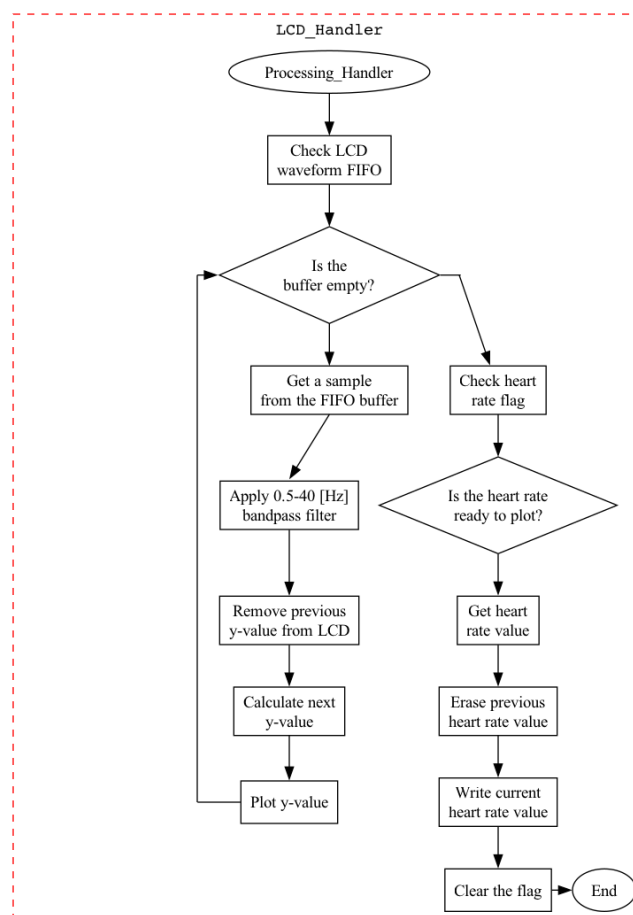 LCD_Handler
Processing_Handler
Check LCD
waveform FIFO
Is the
buffer empty?
Get a sample
from the FIFO buffer
Check heart
rate flag
Apply 0.5-40 [Hz]
bandpass filter
Is the heart rate
ready to plot?
Remove previous
y-value from LCD
Get heart
rate value
Calculate next
y-value
Erase previous
heart rate value
Plot y-value
Write current
heart rate value
Clear the flag
End